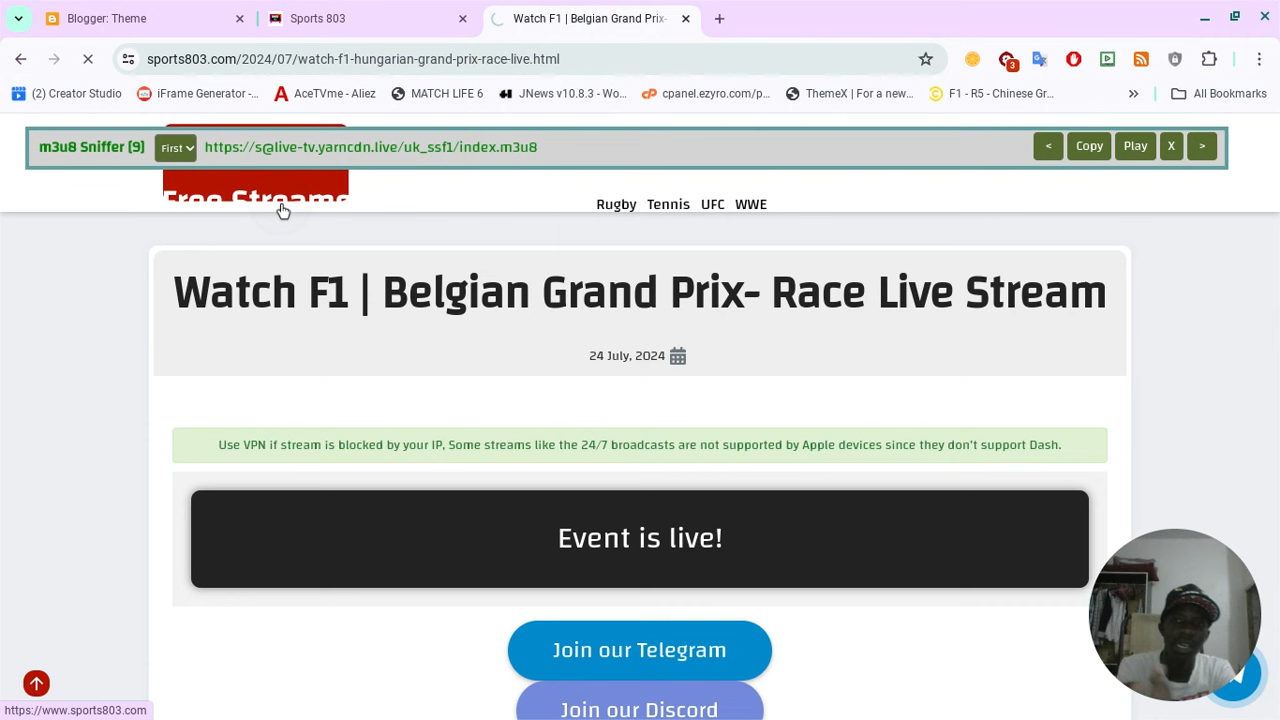 Blogger: Theme
Sports 803
Watch F1 | Belgian Grand Prix-
sports803.com/2024/07/watch-f1-hungarian-grand-prix-race-live.html
3
(2) Creator Studio
iFrame Generator -...
AceTVme - Aliez
MATCH LIFE 6
JNews v10.8.3 - Wo...
cpanel.ezyro.com/p...
ThemeX | For a new...
F1 - R5 - Chinese Gr...
All Bookmarks
m3u8 Sniffer (9)
First
https://s@live-tv.yarncdn.live/uk_ssf1/index.m3u8
<
Copy
Play
X
>
Free Streams
Rugby Tennis UFC WWE
Watch F1 | Belgian Grand Prix- Race Live Stream
24 July, 2024
Use VPN if stream is blocked by your IP, Some streams like the 24/7 broadcasts are not supported by Apple devices since they don't support Dash.
Event is live!
Join our Telegram
Join our Discord
https://www.sports803.com